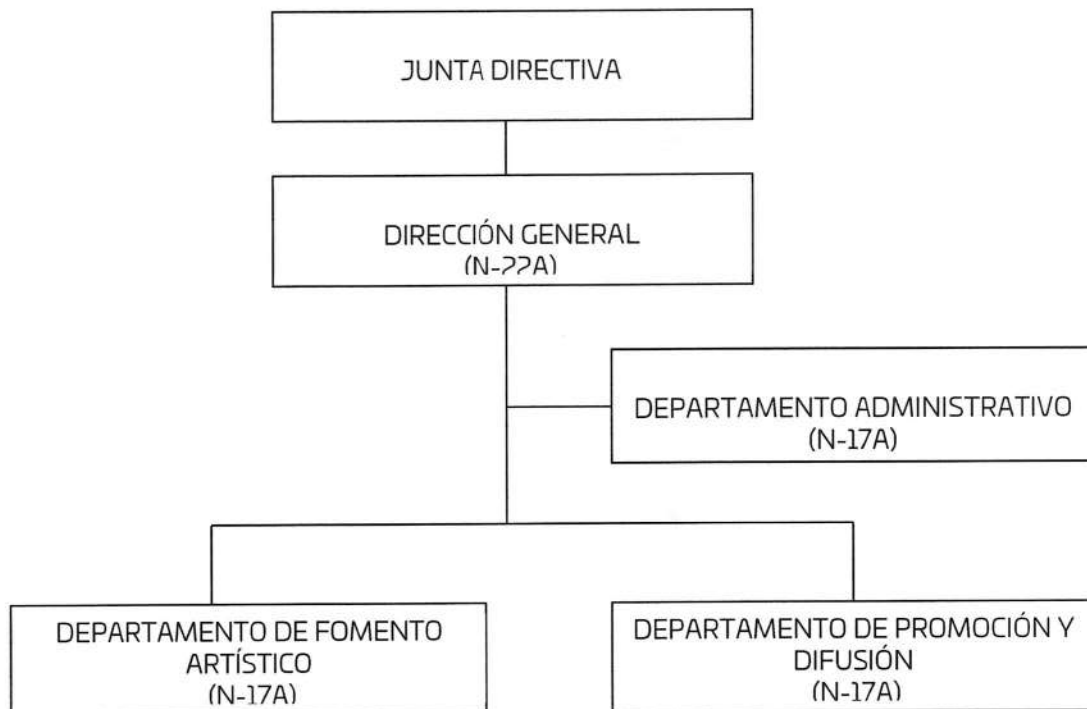 JUNTA DIRECTIVA
DIRECCIÓN GENERAL
(N-22A)
DEPARTAMENTO ADMINISTRATIVO
(N-17A)
DEPARTAMENTO DE FOMENTO
ARTÍSTICO
(N-17A)
DEPARTAMENTO DE PROMOCIÓN Y
DIFUSIÓN
(N-17A)